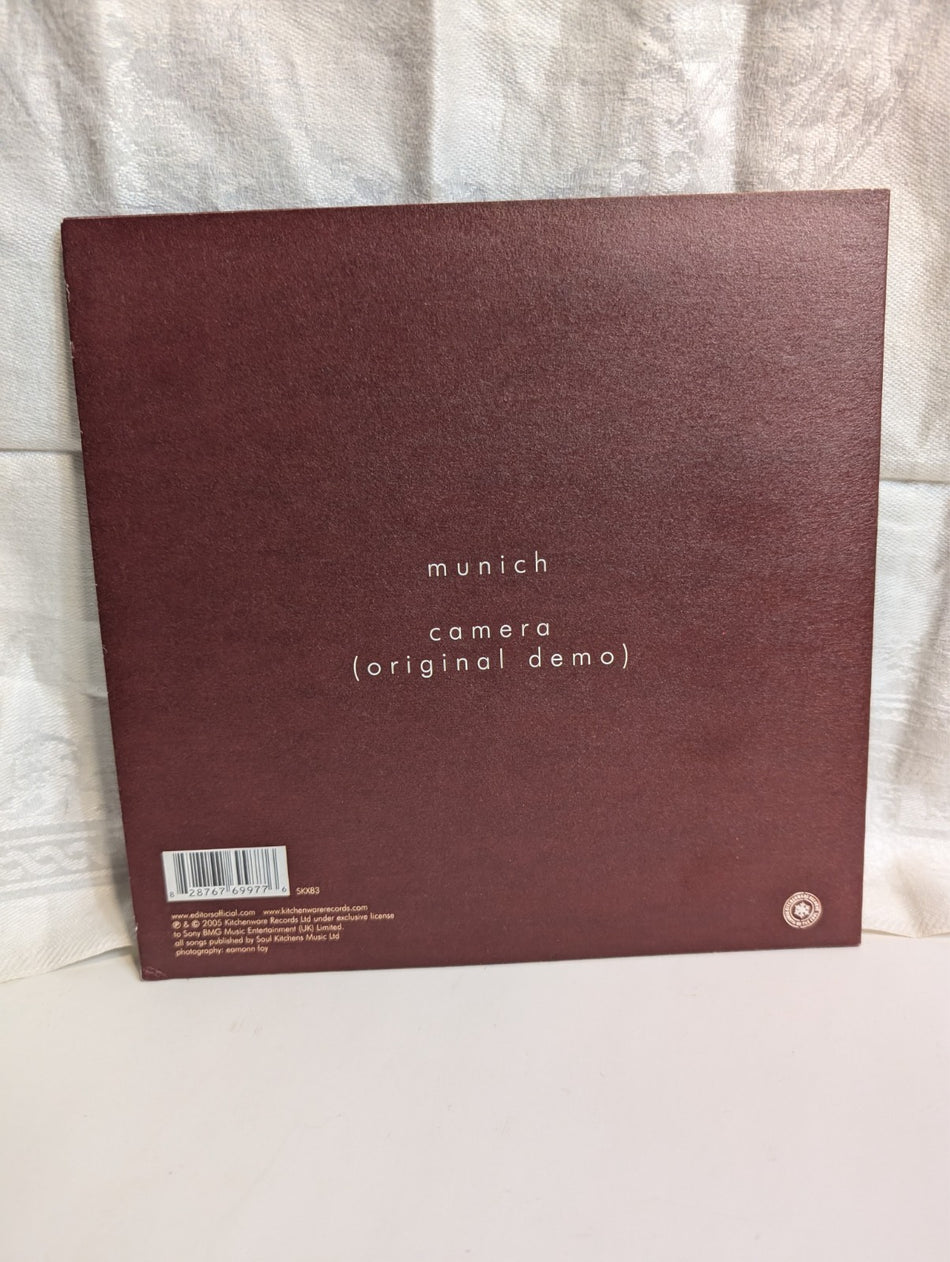 munich
camera
(original demo)
8 28767 69977 6
SKX83
www.editorsofficial.com www.kitchenwarerecords.com
℗ & © 2005 Kitchenware Records Ltd under exclusive license
to Sony BMG Music Entertainment (UK) Limited.
all songs published by Soul Kitchens Music Ltd
photography: eamonn foy